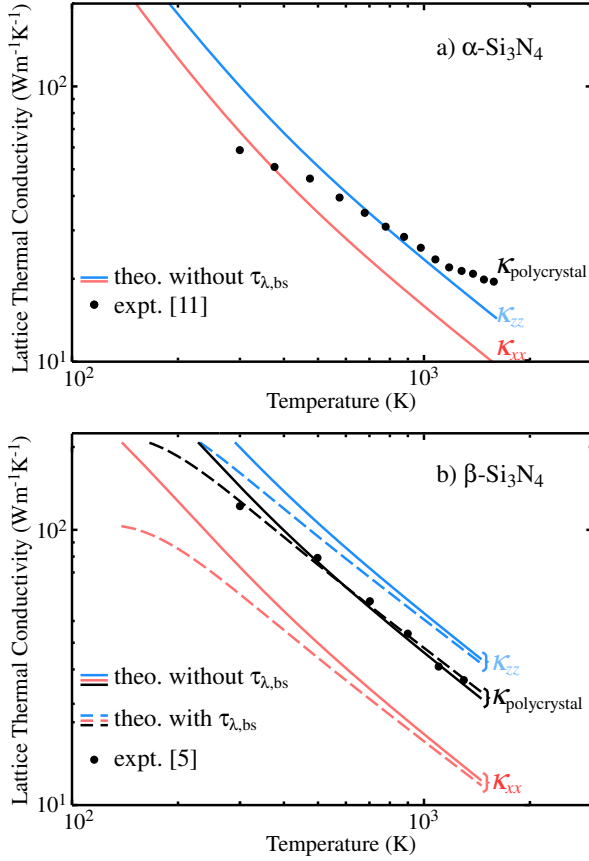 a) α-Si₃N₄
Lattice Thermal Conductivity (Wm⁻¹K⁻¹)
10²
10¹
theo. without τλ,bs
expt. [11]
κpolycrystal
κzz
κxx
10²
10³
Temperature (K)
b) β-Si₃N₄
Lattice Thermal Conductivity (Wm⁻¹K⁻¹)
10²
10¹
κzz
theo. without τλ,bs
κpolycrystal
theo. with τλ,bs
expt. [5]
κxx
10²
10³
Temperature (K)